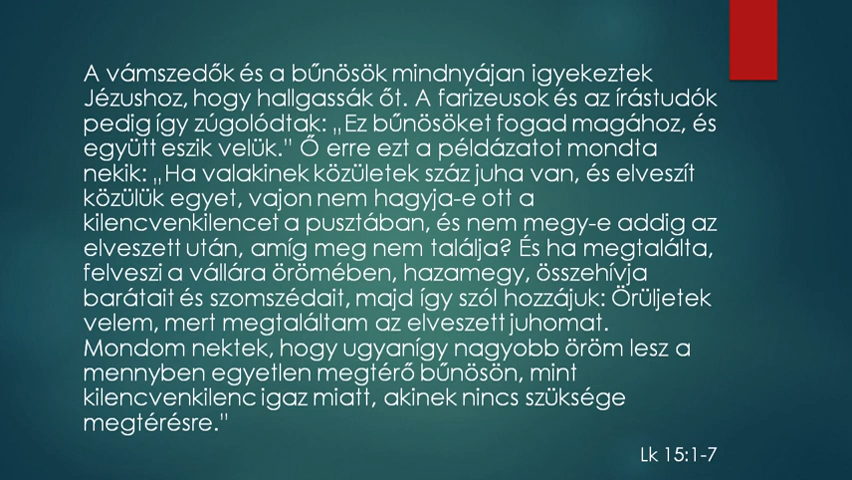 A vámszedők és a bűnösök mindnyájan igyekeztek
Jézushoz, hogy hallgassák őt. A farizeusok és az írástudók
pedig így zúgolódtak: „Ez bűnösöket fogad magához, és
együtt eszik velük." Ő erre ezt a példázatot mondta
nekik: „Ha valakinek közületek száz juha van, és elveszít
közülük egyet, vajon nem hagyja-e ott a
kilencvenkilencet a pusztában, és nem megy-e addig az
elveszett után, amíg meg nem találja? És ha megtalálta,
felveszi a vállára örömében, hazamegy, összehívja
barátait és szomszédait, majd így szól hozzájuk: Örüljetek
velem, mert megtaláltam az elveszett juhomat.
Mondom nektek, hogy ugyanígy nagyobb öröm lesz a
mennyben egyetlen megtérő bűnösön, mint
kilencvenkilenc igaz miatt, akinek nincs szüksége
megtérésre."
Lk 15:1-7